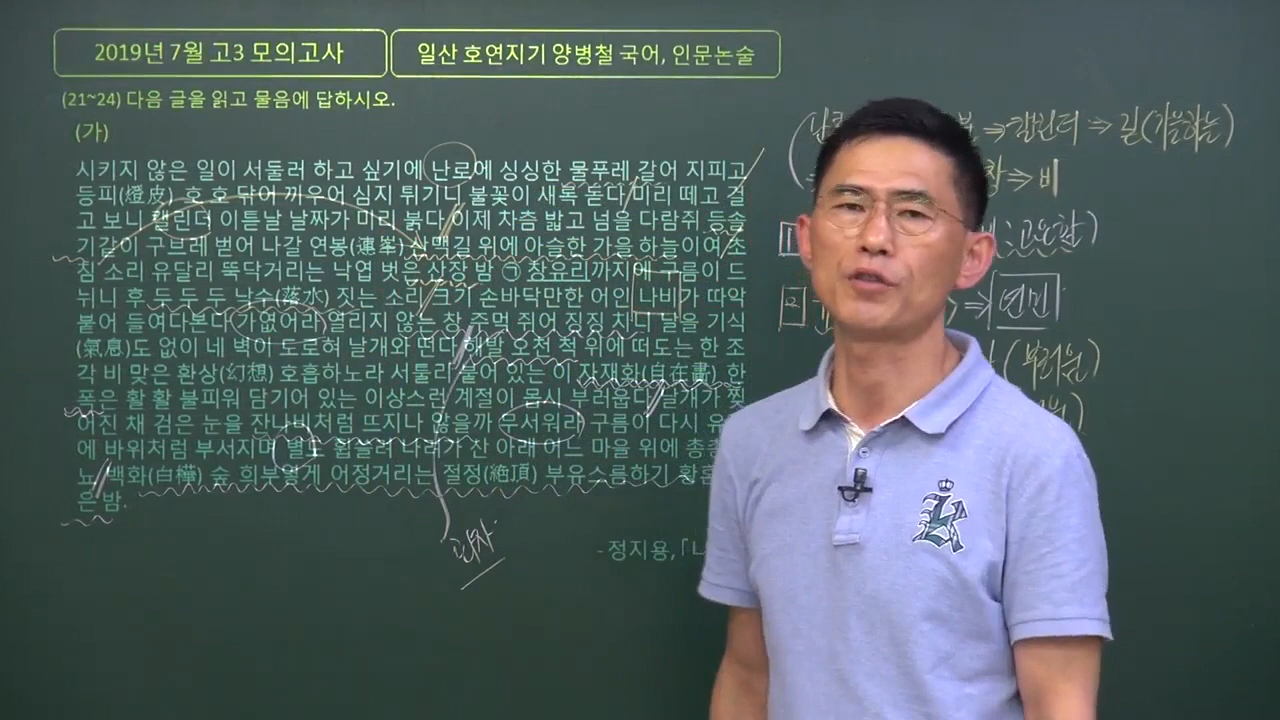 2019년 7월 고3 모의고사
일산 호연지기 양병철 국어, 인문논술
(21~24) 다음 글을 읽고 물음에 답하시오.
(가)
시키지 않은 일이 서둘러 하고 싶기에 난로에 싱싱한 물푸레 갈어 지피고
등피(燈皮) 호 호 닦어 끼우어 심지 튀기니 불꽃이 새록 돋다 미리 떼고 걸
고 보니 캘린더 이튿날 날짜가 미리 붉다 이제 차츰 밟고 넘을 다람쥐 등솔
기같이 구브레 벋어 나갈 연봉(連峯) 산맥길 위에 아슬한 가을 하늘이여 초
침 소리 유달리 뚝닥거리는 낙엽 벗은 산장 밤 ㉠창유리까지에 구름이 드
뉘니 후 두 두 두 낙수(落水) 짓는 소리 크기 손바닥만한 어인 나비가 따악
붙어 들여다본다 가엾어라 열리지 않는 창 주먹 쥐어 징징 치니 날을 기식
(氣息)도 없이 네 벽이 도로혀 날개와 떤다 해발 오천 척 위에 떠도는 한 조
각 비 맞은 환상(幻想) 호흡하노라 서툴리 붙어 있는 이 자재화(自在畵) 한
폭은 활 활 불피워 담기어 있는 이상스런 계절이 몹시 부러웁다 날개가 찢
어진 채 검은 눈을 잔나비처럼 뜨지나 않을까 무서워라 구름이 다시 유
에 바위처럼 부서지며 별도 휩쓸려 나려가 산 아래 어느 마을 위에 총총
뇨 백화(白樺) 숲 희부옇게 어정거리는 절정(絶頂) 부유스름하기 황혼
은 밤.
- 정지용, 「나
화자
⇒캘린더 ⇒ 길(가을하늘)
⇒ 비
1
2
⇒ 연민
(부러움)